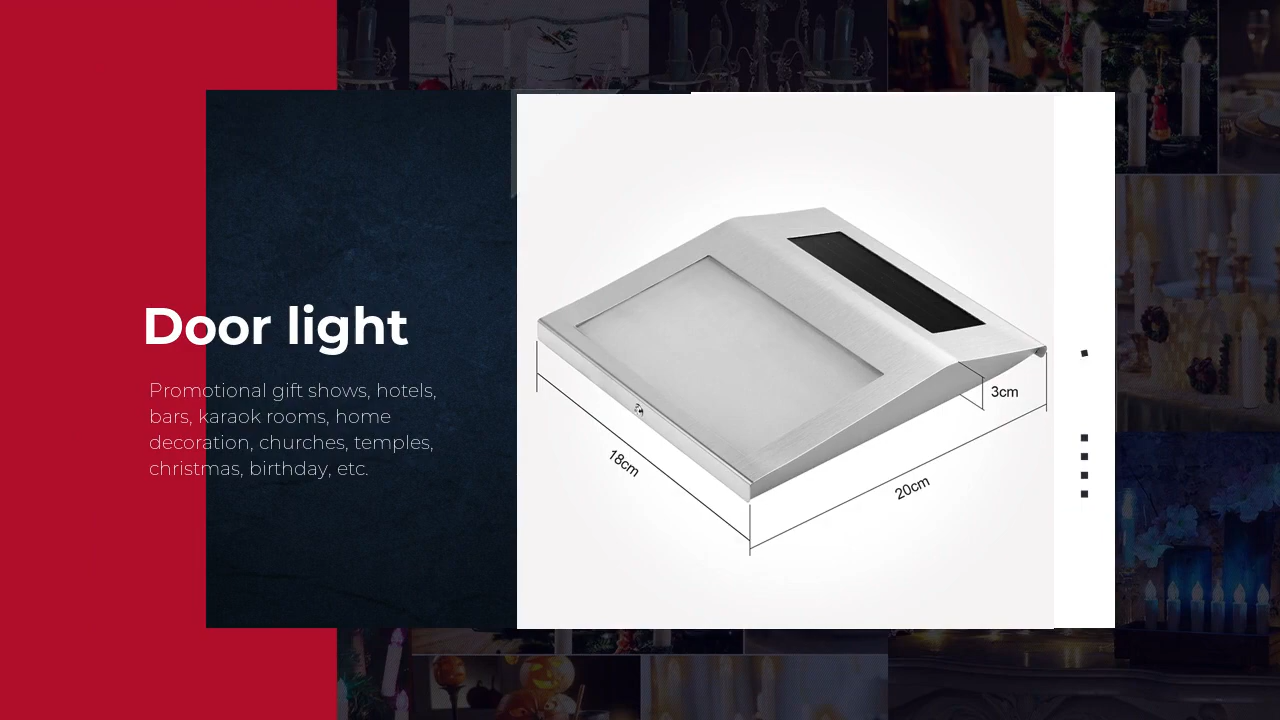 Door light
Promotional gift shows, hotels,
bars, karaok rooms, home
decoration, churches, temples,
christmas, birthday, etc.
3cm
18cm
20cm